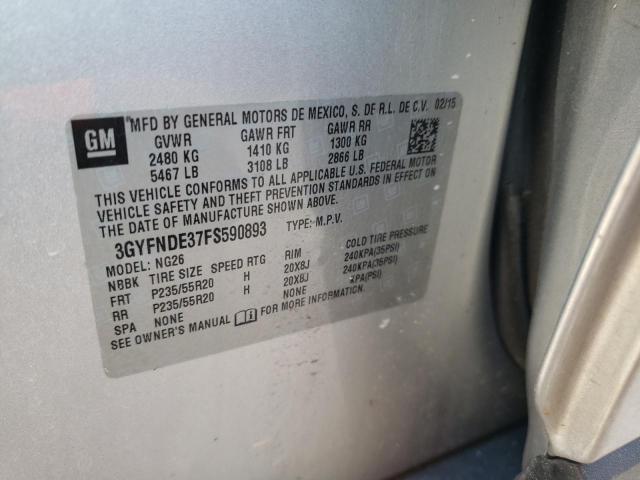 GM
MFD BY GENERAL MOTORS DE MEXICO, S. DE R.L. DE C.V. 02/15
GVWR GAWR FRT GAWR RR
2480 KG 1410 KG 1300 KG
5467 LB 3108 LB 2866 LB
THIS VEHICLE CONFORMS TO ALL APPLICABLE U.S. FEDERAL MOTOR
VEHICLE SAFETY AND THEFT PREVENTION STANDARDS IN EFFECT ON
THE DATE OF MANUFACTURE SHOWN ABOVE.
3GYFNDE37FS590893 TYPE: M.P.V.
MODEL: NG26
NBBK TIRE SIZE SPEED RTG RIM COLD TIRE PRESSURE
FRT P235/55R20 H 20X8J 240KPA(35PSI)
RR P235/55R20 H 20X8J 240KPA(35PSI)
SPA NONE NONE KPA(PSI)
SEE OWNER'S MANUAL FOR MORE INFORMATION.